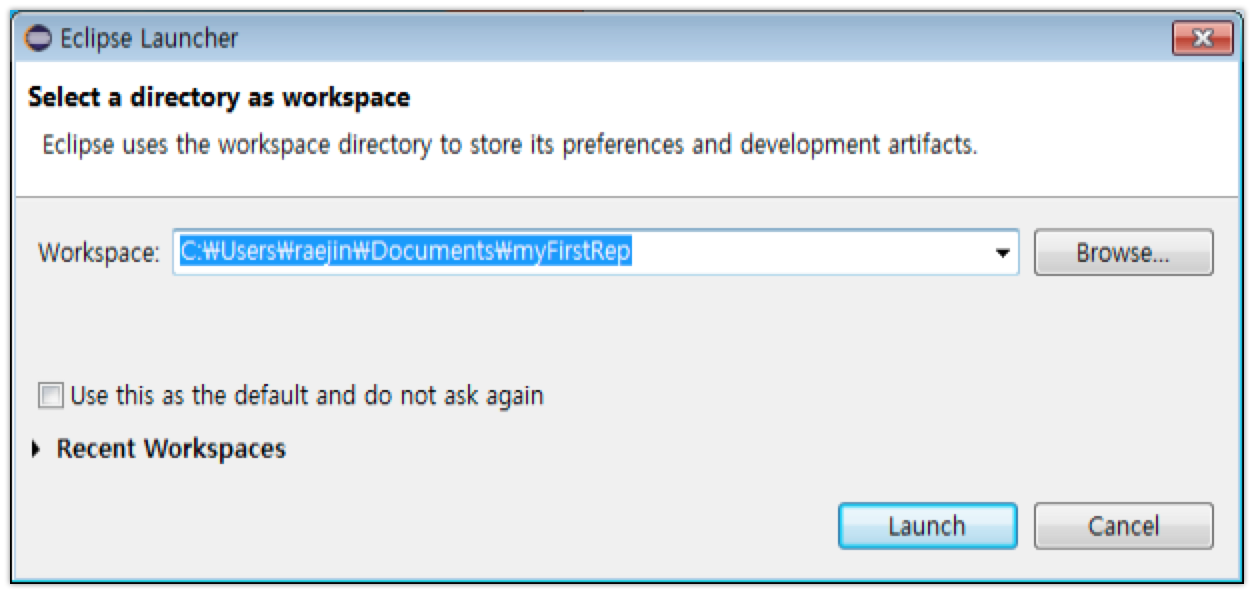 Eclipse Launcher
Select a directory as workspace
Eclipse uses the workspace directory to store its preferences and development artifacts.
Workspace: C:₩Users₩raejin₩Documents₩myFirstRep Browse...
Use this as the default and do not ask again
Recent Workspaces
Launch Cancel